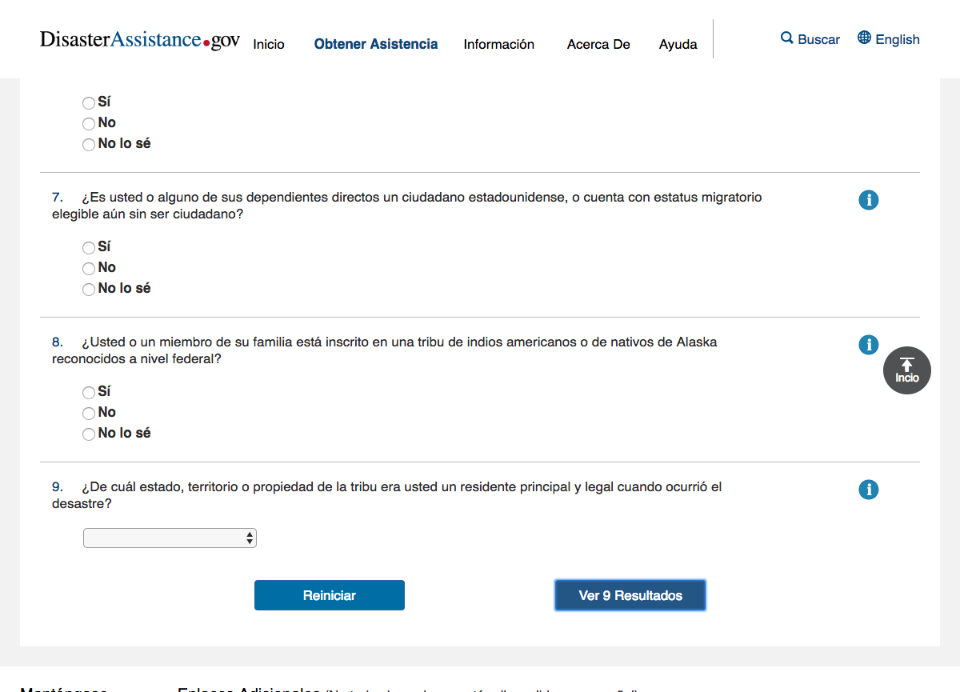 DisasterAssistance.gov Inicio Obtener Asistencia Información Acerca De Ayuda Buscar English
Sí
No
No lo sé
7. ¿Es usted o alguno de sus dependientes directos un ciudadano estadounidense, o cuenta con estatus migratorio
elegible aún sin ser ciudadano?
Sí
No
No lo sé
8. ¿Usted o un miembro de su familia está inscrito en una tribu de indios americanos o de nativos de Alaska
reconocidos a nivel federal?
Incio
Sí
No
No lo sé
9. ¿De cuál estado, territorio o propiedad de la tribu era usted un residente principal y legal cuando ocurrió el
desastre?
Reiniciar Ver 9 Resultados
Enlaces Adicionales